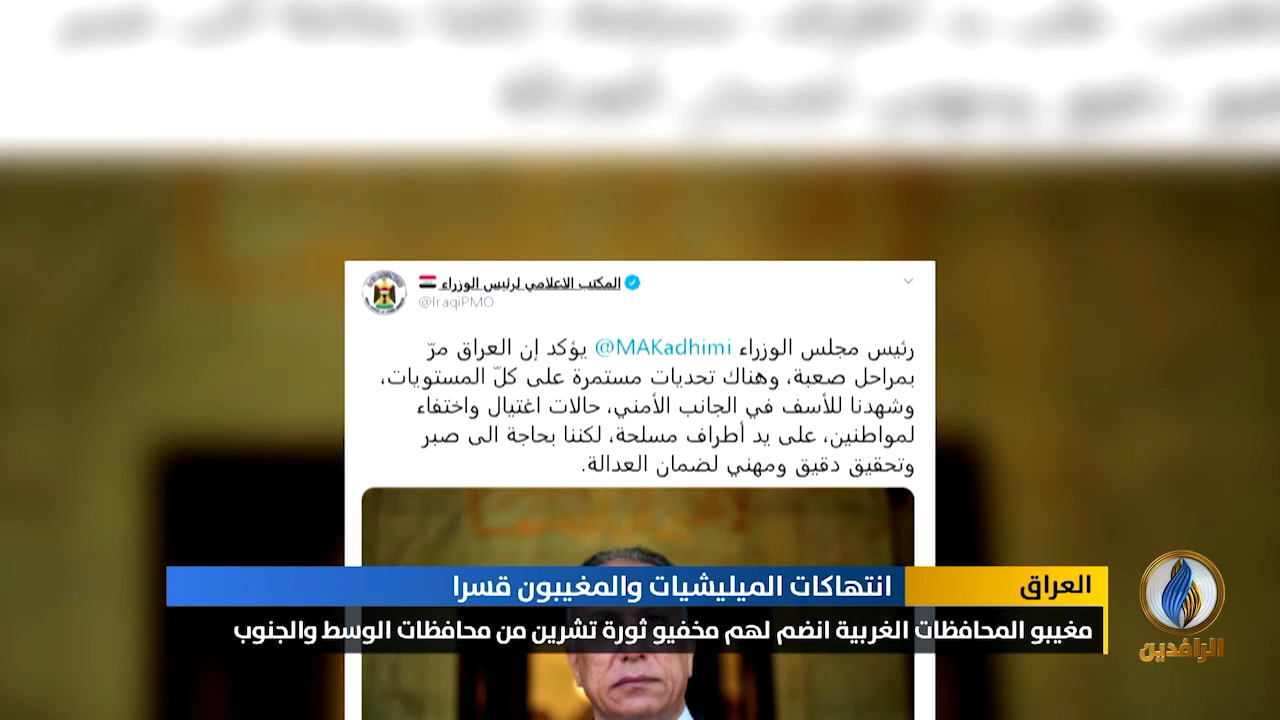 المكتب الاعلامي لرئيس الوزراء
@IraqiPMO
رئيس مجلس الوزراء @MAKadhimi يؤكد إن العراق مرّ
بمراحل صعبة، وهناك تحديات مستمرة على كلّ المستويات،
وشهدنا للأسف في الجانب الأمني، حالات اغتيال واختفاء
لمواطنين، على يد أطراف مسلحة، لكننا بحاجة الى صبر
وتحقيق دقيق ومهني لضمان العدالة.
العراق
انتهاكات الميليشيات والمغيبون قسرا
مغيبو المحافظات الغربية انضم لهم مخفيو ثورة تشرين من محافظات الوسط والجنوب
الرافدين